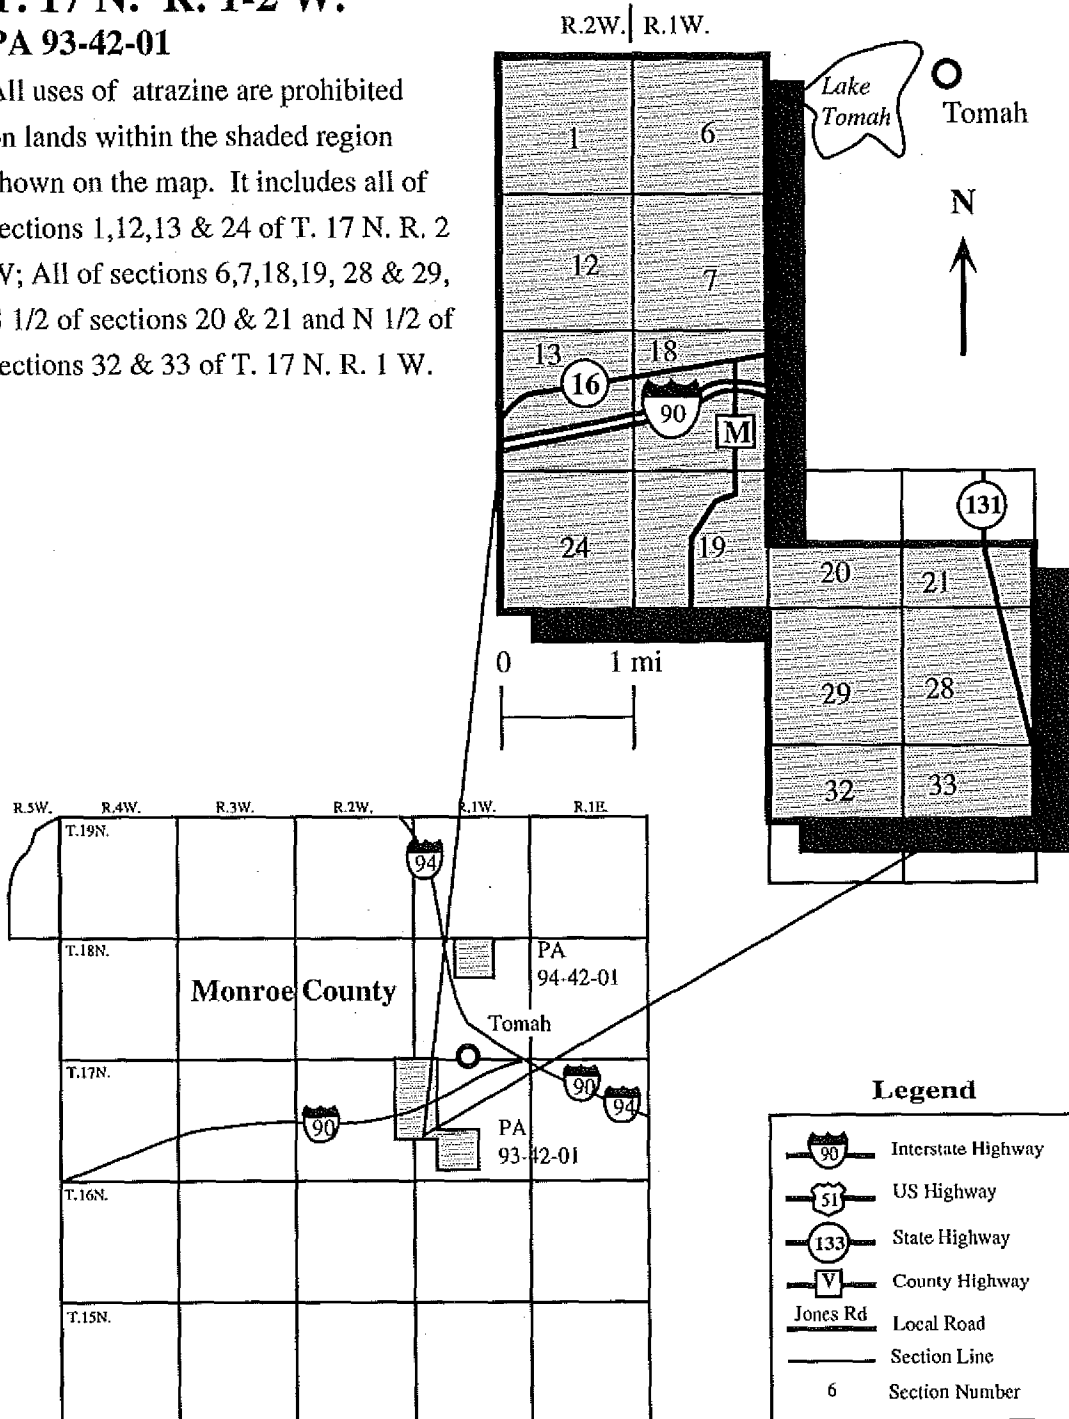 T. 17 N. R. 1-2 W.
PA 93-42-01
All uses of atrazine are prohibited
on lands within the shaded region
shown on the map. It includes all of
sections 1,12,13 & 24 of T. 17 N. R. 2
W; All of sections 6,7,18,19, 28 & 29,
S 1/2 of sections 20 & 21 and N 1/2 of
sections 32 & 33 of T. 17 N. R. 1 W.
R.2W. R.1W.
Lake
Tomah
Tomah
N
1
6
12
7
13
18
16
90
M
24
19
131
20
21
29
28
32
33
0 1 mi
R.5W. R.4W. R.3W. R.2W. R.1W. R.1E.
T.19N.
94
T.18N.
PA
94-42-01
Monroe County
Tomah
T.17N.
90
94
90
PA
93-42-01
T.16N.
T.15N.
Legend
90 Interstate Highway
51 US Highway
133 State Highway
V County Highway
Jones Rd Local Road
Section Line
6 Section Number